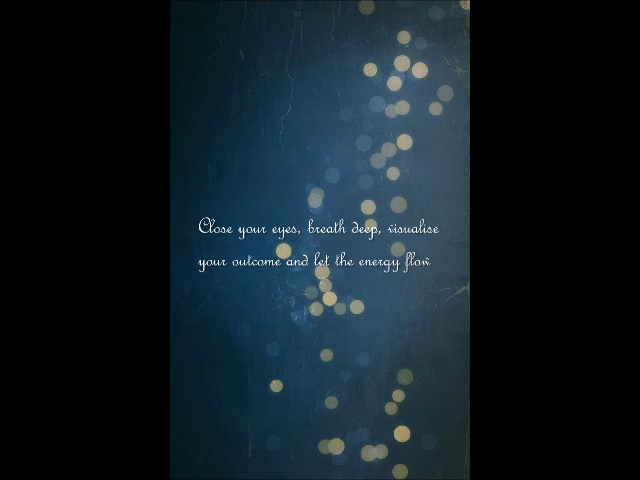 Close your eyes, breath deep, visualise
your outcome and let the energy flow